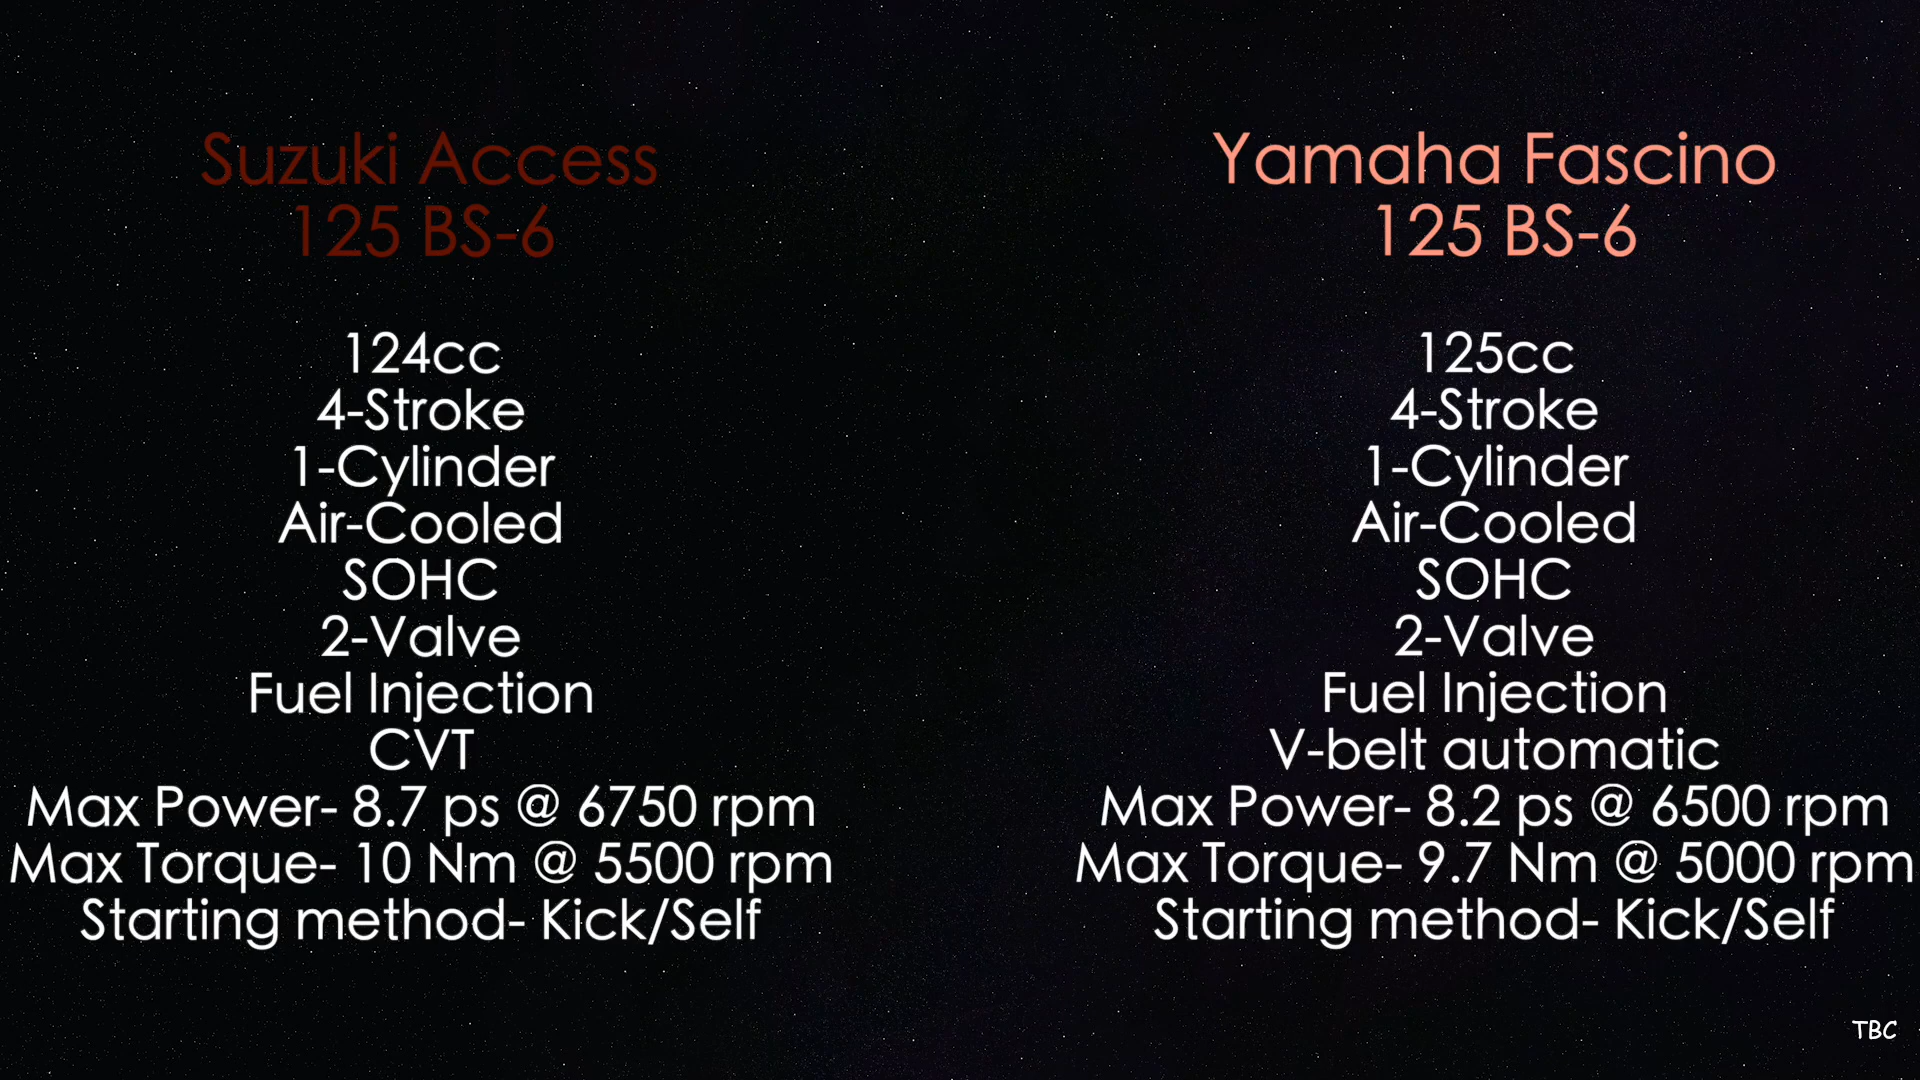 Suzuki Access
125 BS-6
124cc
4-Stroke
1-Cylinder
Air-Cooled
SOHC
2-Valve
Fuel Injection
CVT
Max Power- 8.7 ps @ 6750 rpm
Max Torque- 10 Nm @ 5500 rpm
Starting method- Kick/Self
Yamaha Fascino
125 BS-6
125cc
4-Stroke
1-Cylinder
Air-Cooled
SOHC
2-Valve
Fuel Injection
V-belt automatic
Max Power- 8.2 ps @ 6500 rpm
Max Torque- 9.7 Nm @ 5000 rpm
Starting method- Kick/Self
TBC